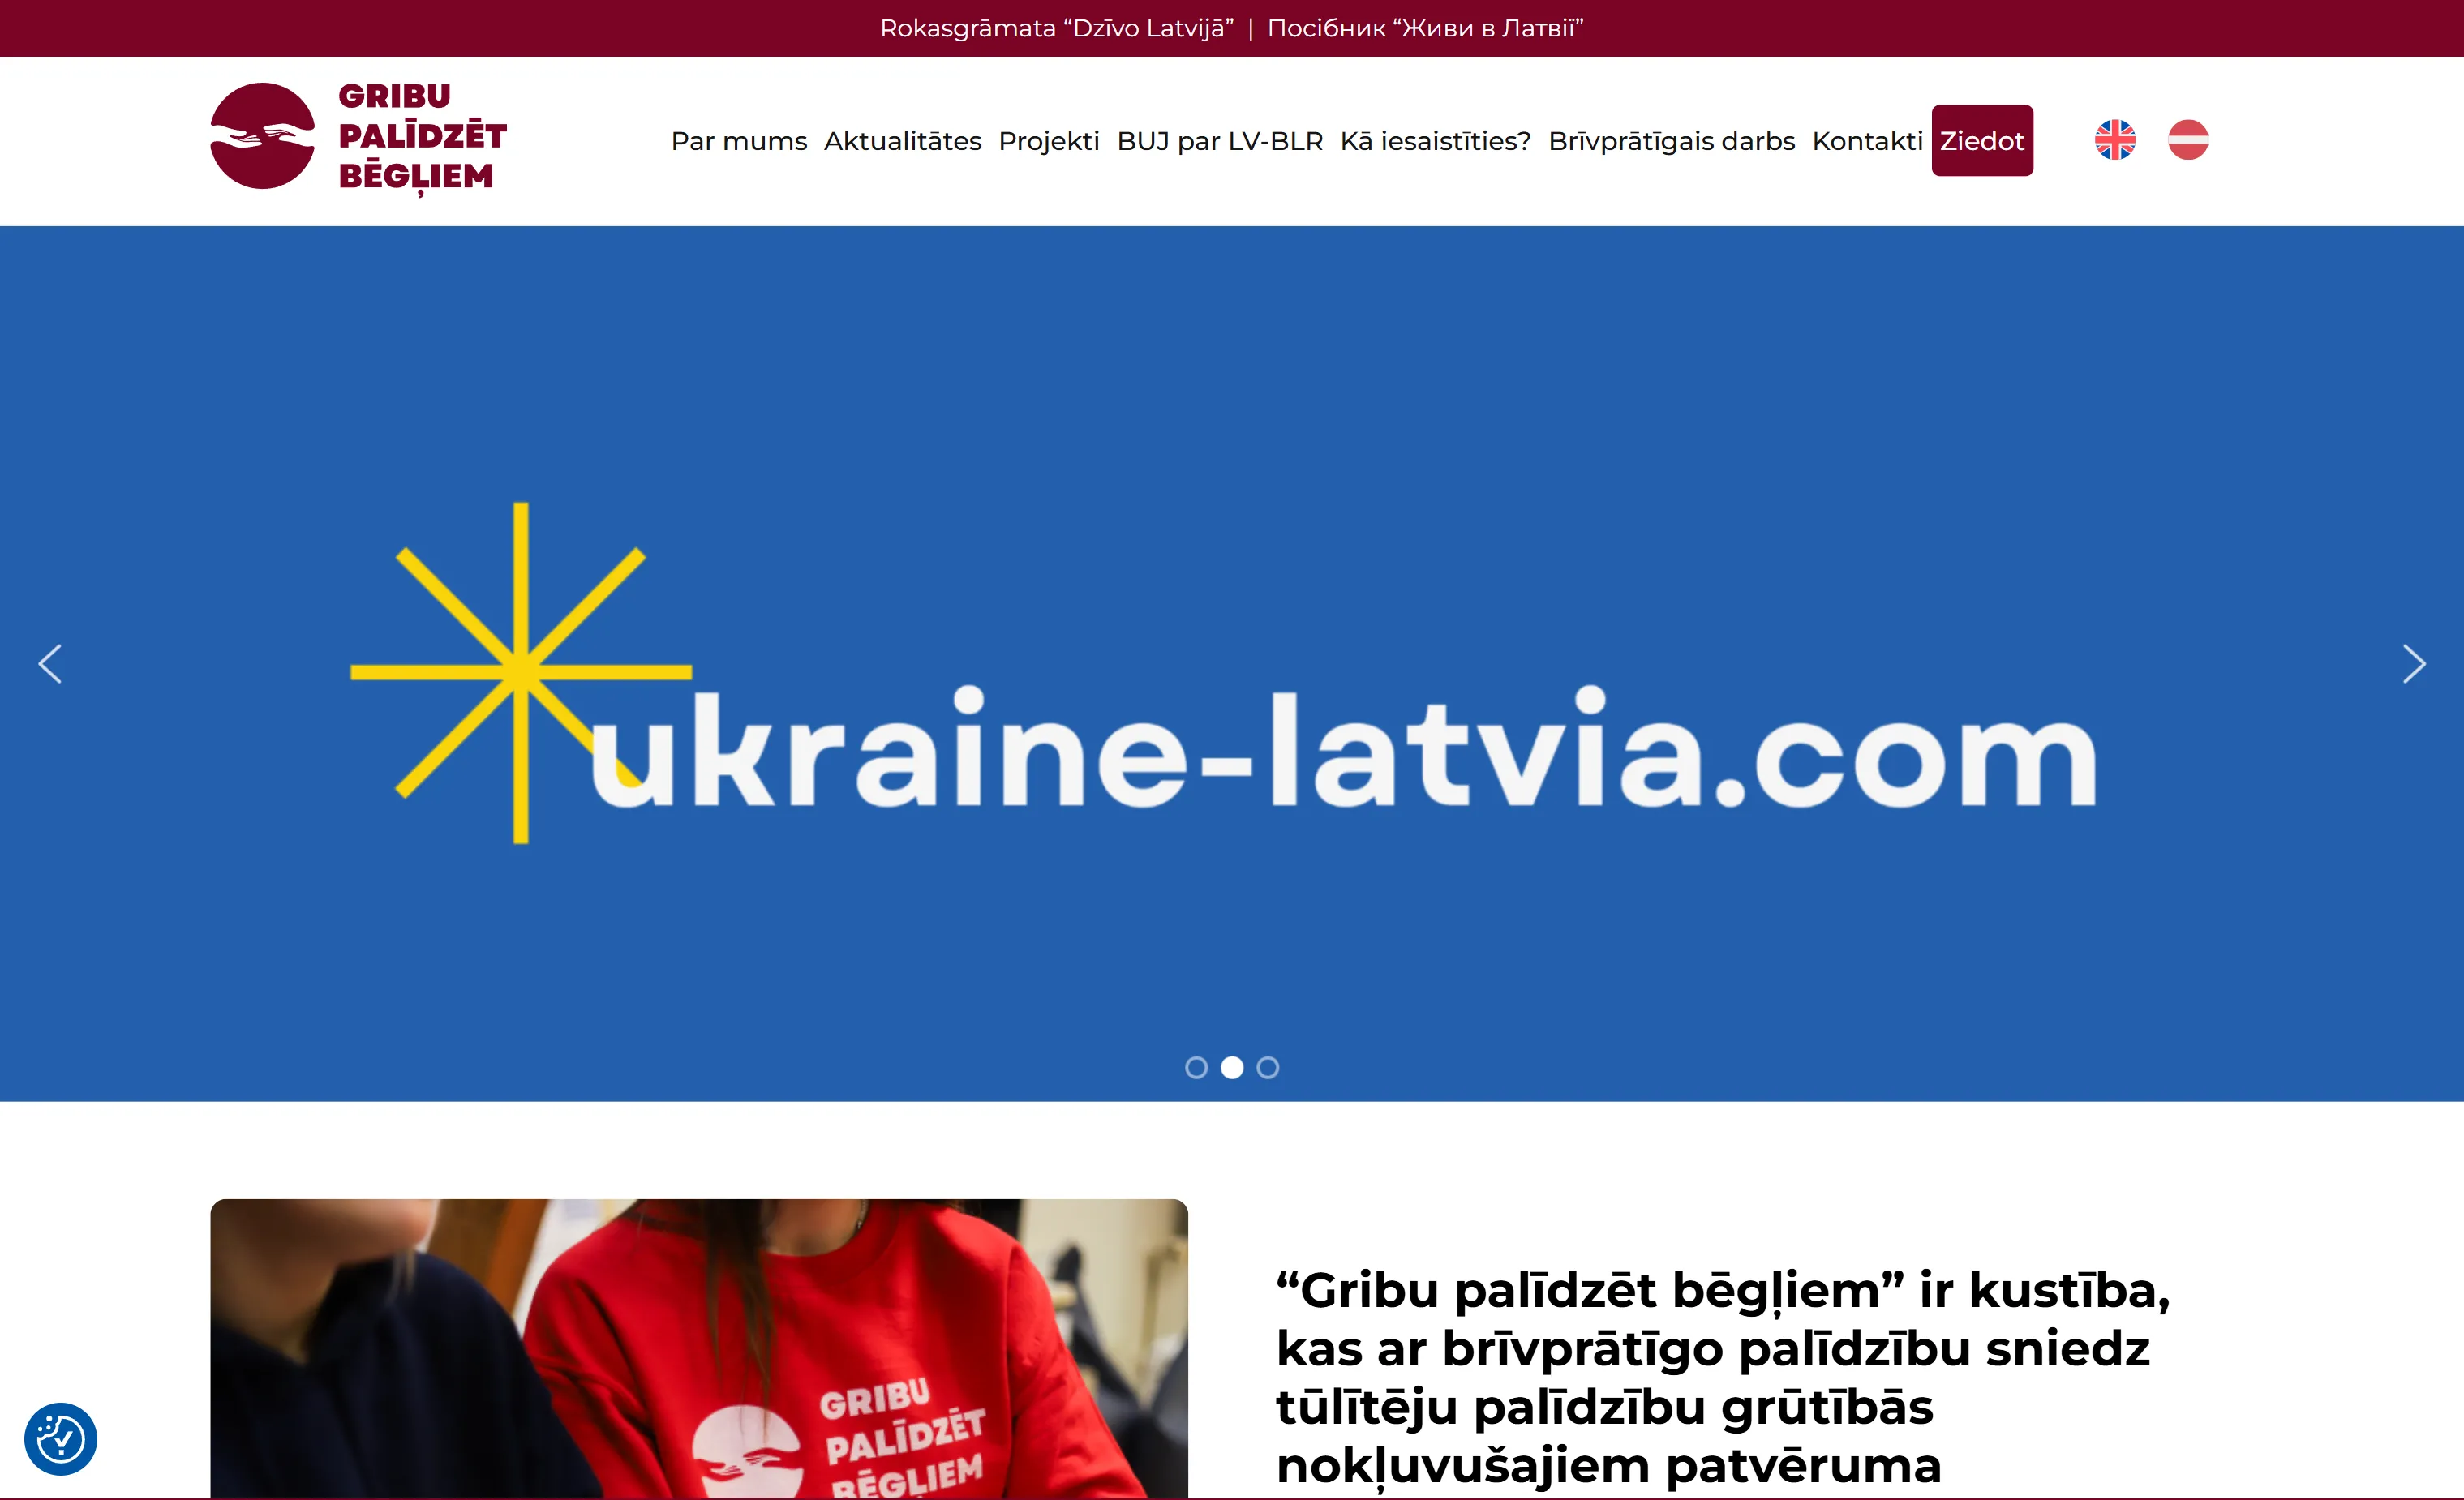 Rokasgrāmata “Dzīvo Latvijā” | Посібник “Живи в Латвії”
GRIBU
PALĪDZĒT
BĒGĻIEM
Par mums Aktualitātes Projekti BUJ par LV-BLR Kā iesaistīties? Brīvprātīgais darbs Kontakti Ziedot
ukraine-latvia.com
GRIBU
PALĪDZĒT
BĒGĻIEM
“Gribu palīdzēt bēgļiem” ir kustība,
kas ar brīvprātīgo palīdzību sniedz
tūlītēju palīdzību grūtībās
nokļuvušajiem patvēruma